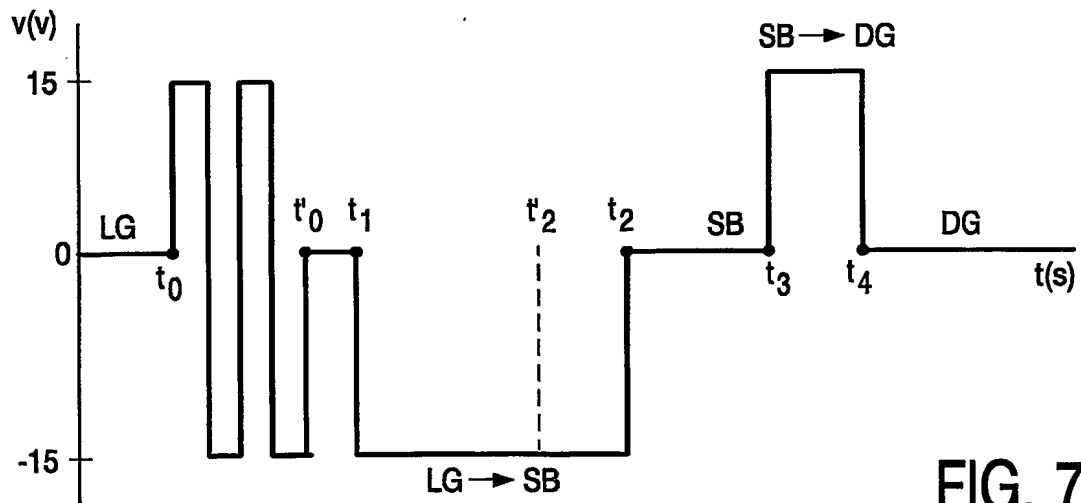 v(v)
SB → DG
15
LG
t'0
t1
t'2
t2
SB
DG
0
t0
t3
t4
t(s)
-15
LG → SB
FIG. 7